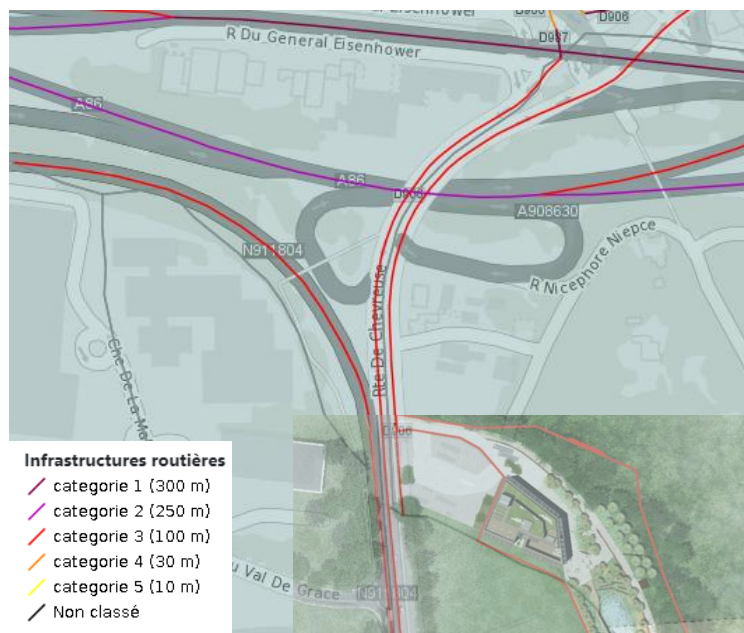 R Du General Eisenhower
D987
D906
A86
A86
D906
A908630
N911804
R Nicephore Niepce
Rte De Chevreuse
D906
N911804
Infrastructures routières
categorie 1 (300 m)
categorie 2 (250 m)
categorie 3 (100 m)
categorie 4 (30 m)
categorie 5 (10 m)
Non classé
Che De La
u Val De Grace